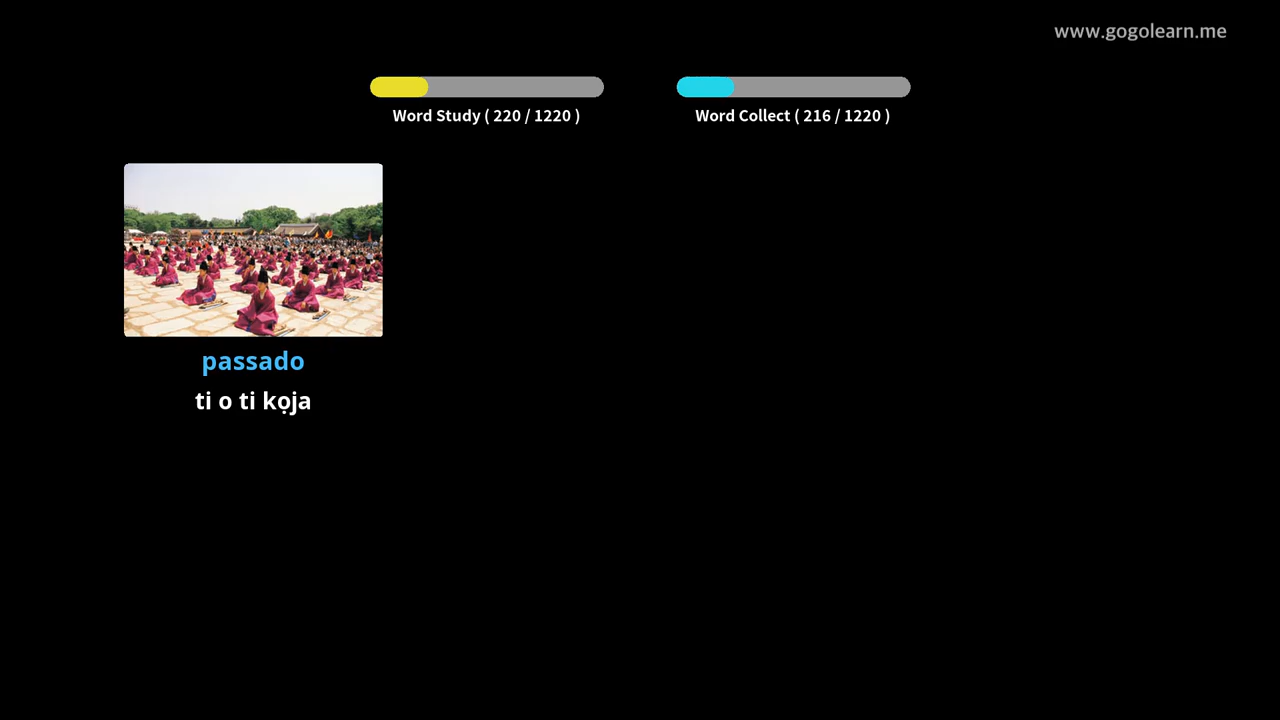 www.gogolearn.me
Word Study ( 220 / 1220 )
Word Collect ( 216 / 1220 )
passado
ti o ti kọja